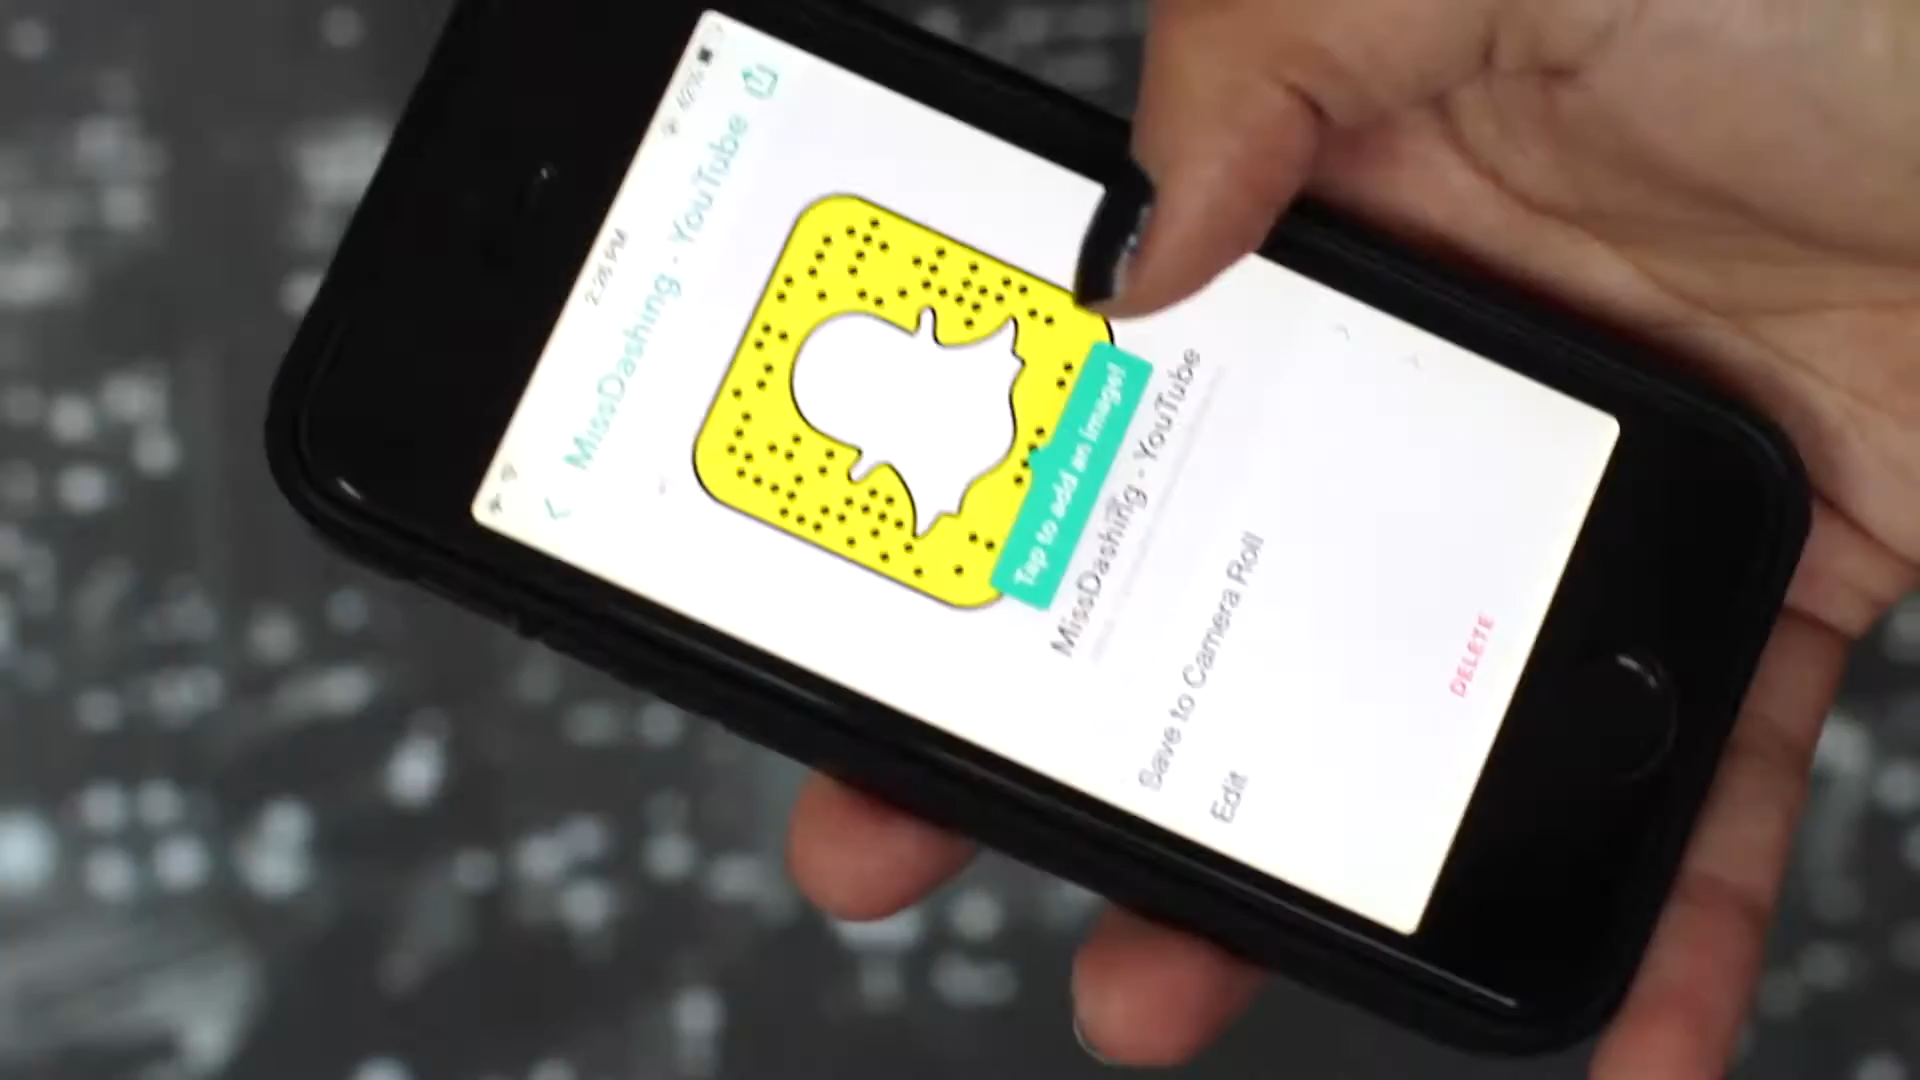 2:28 PM
MissDashing - YouTube
Tap to add an image!
MissDashing - YouTube
Save to Camera Roll
Edit
DELETE